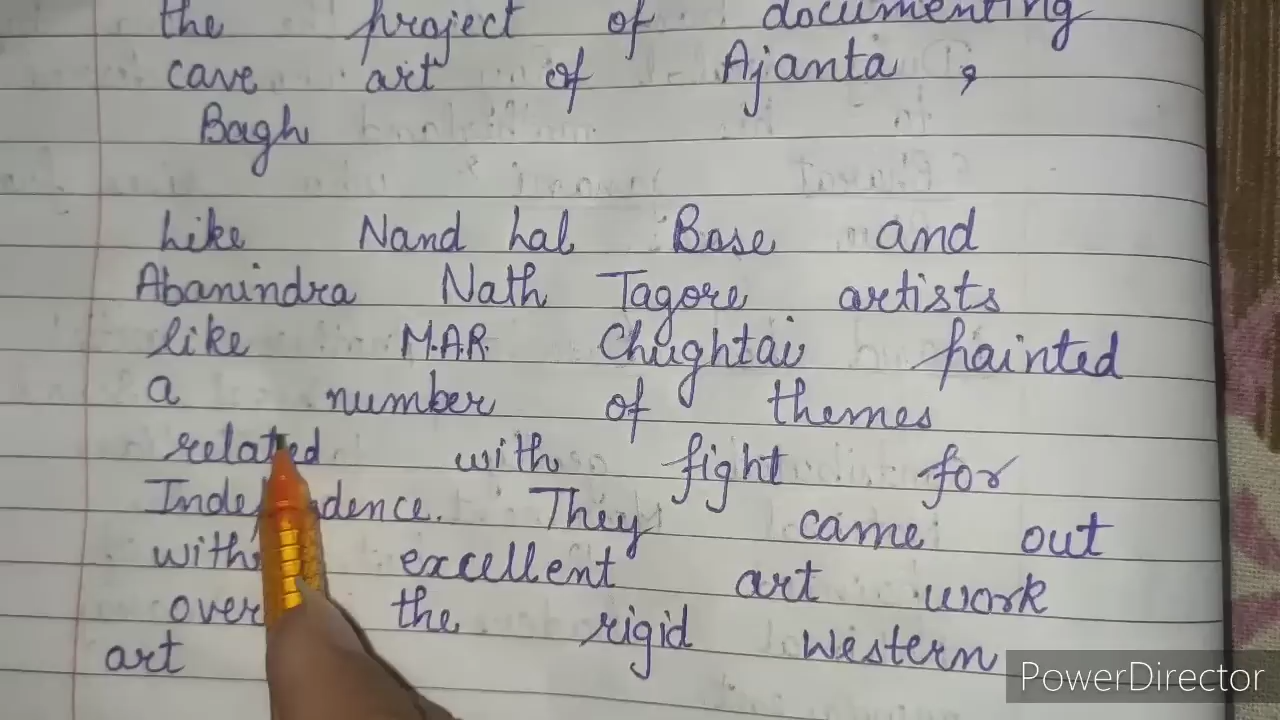 the project of documenting
cave art of Ajanta,
Bagh
Like Nand Lal Bose and
Abanindra Nath Tagore artists
like M.A.R. Chughtai painted
a number of themes
related with fight for
Independence. They came out
with excellent art work
over the rigid Western
art
PowerDirector